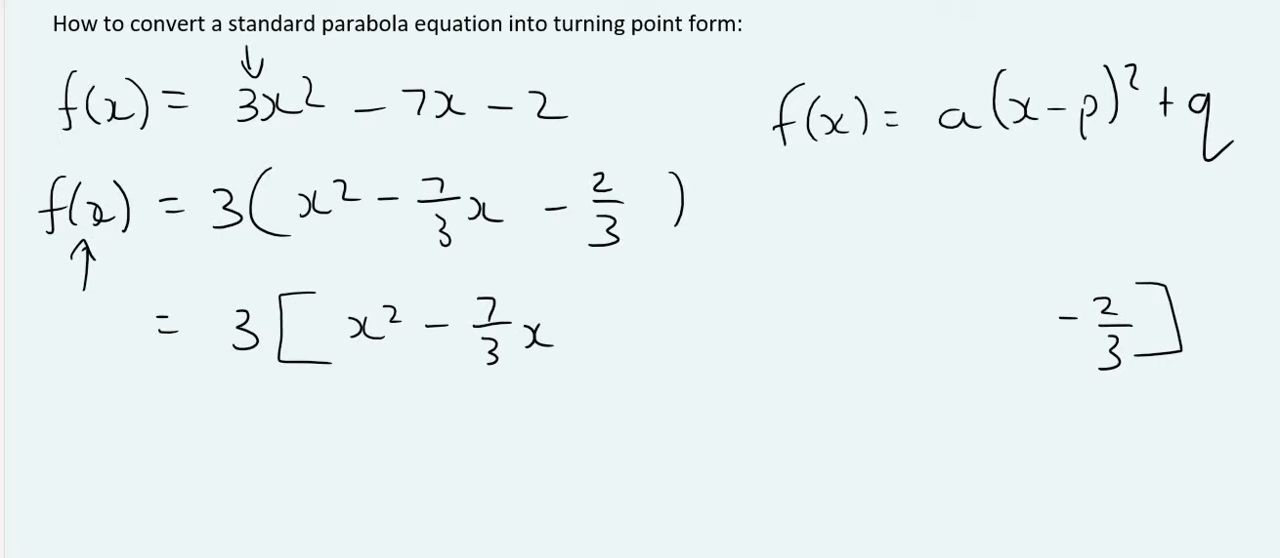 How to convert a standard parabola equation into turning point form:
f(x) = 3x² - 7x - 2
f(x) = a(x-p)² + q
f(x) = 3(x² - 7/3 x - 2/3)
= 3[x² - 7/3 x - 2/3]